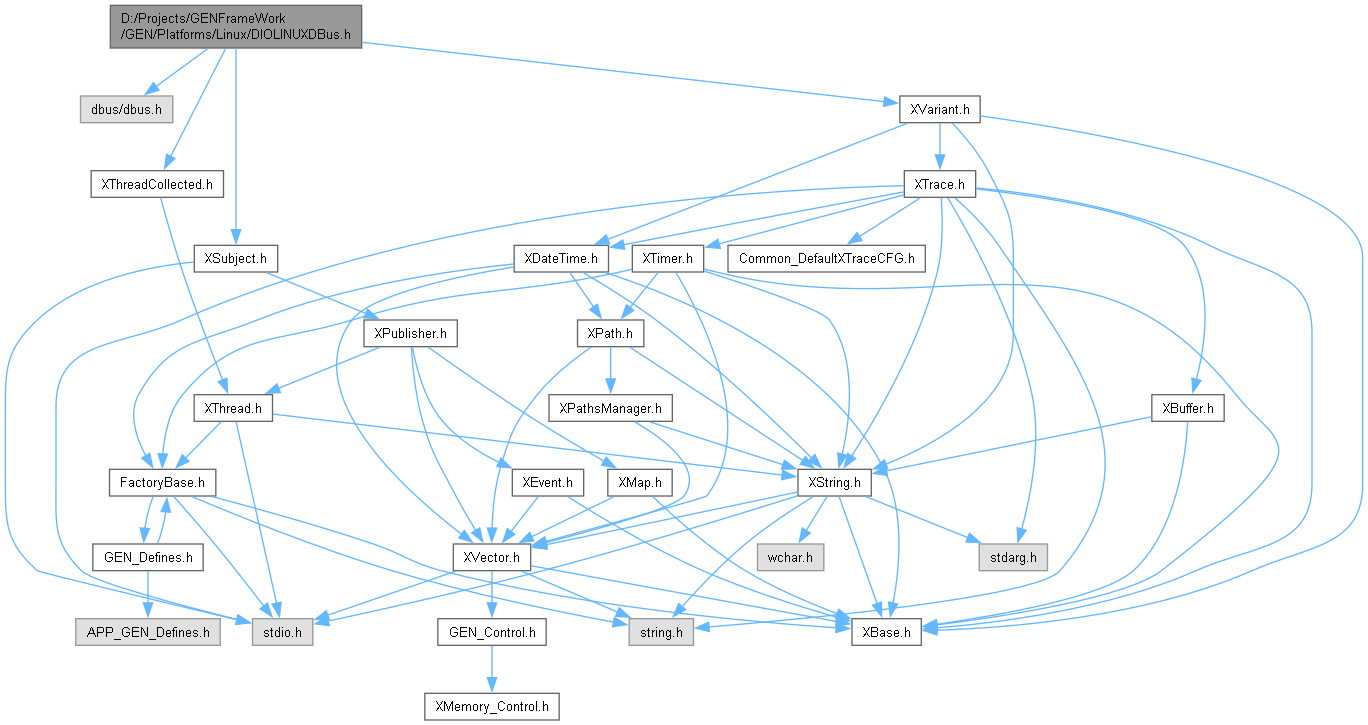 D:/Projects/GENFrameWork
/GEN/Platforms/Linux/DIOLINUXDBus.h
dbus/dbus.h
XVariant.h
XThreadCollected.h
XTrace.h
XSubject.h
XDateTime.h
XTimer.h
Common_DefaultXTraceCFG.h
XPublisher.h
XPath.h
XThread.h
XPathsManager.h
XBuffer.h
FactoryBase.h
XEvent.h
XMap.h
XString.h
GEN_Defines.h
XVector.h
wchar.h
stdarg.h
APP_GEN_Defines.h
stdio.h
GEN_Control.h
string.h
XBase.h
XMemory_Control.h